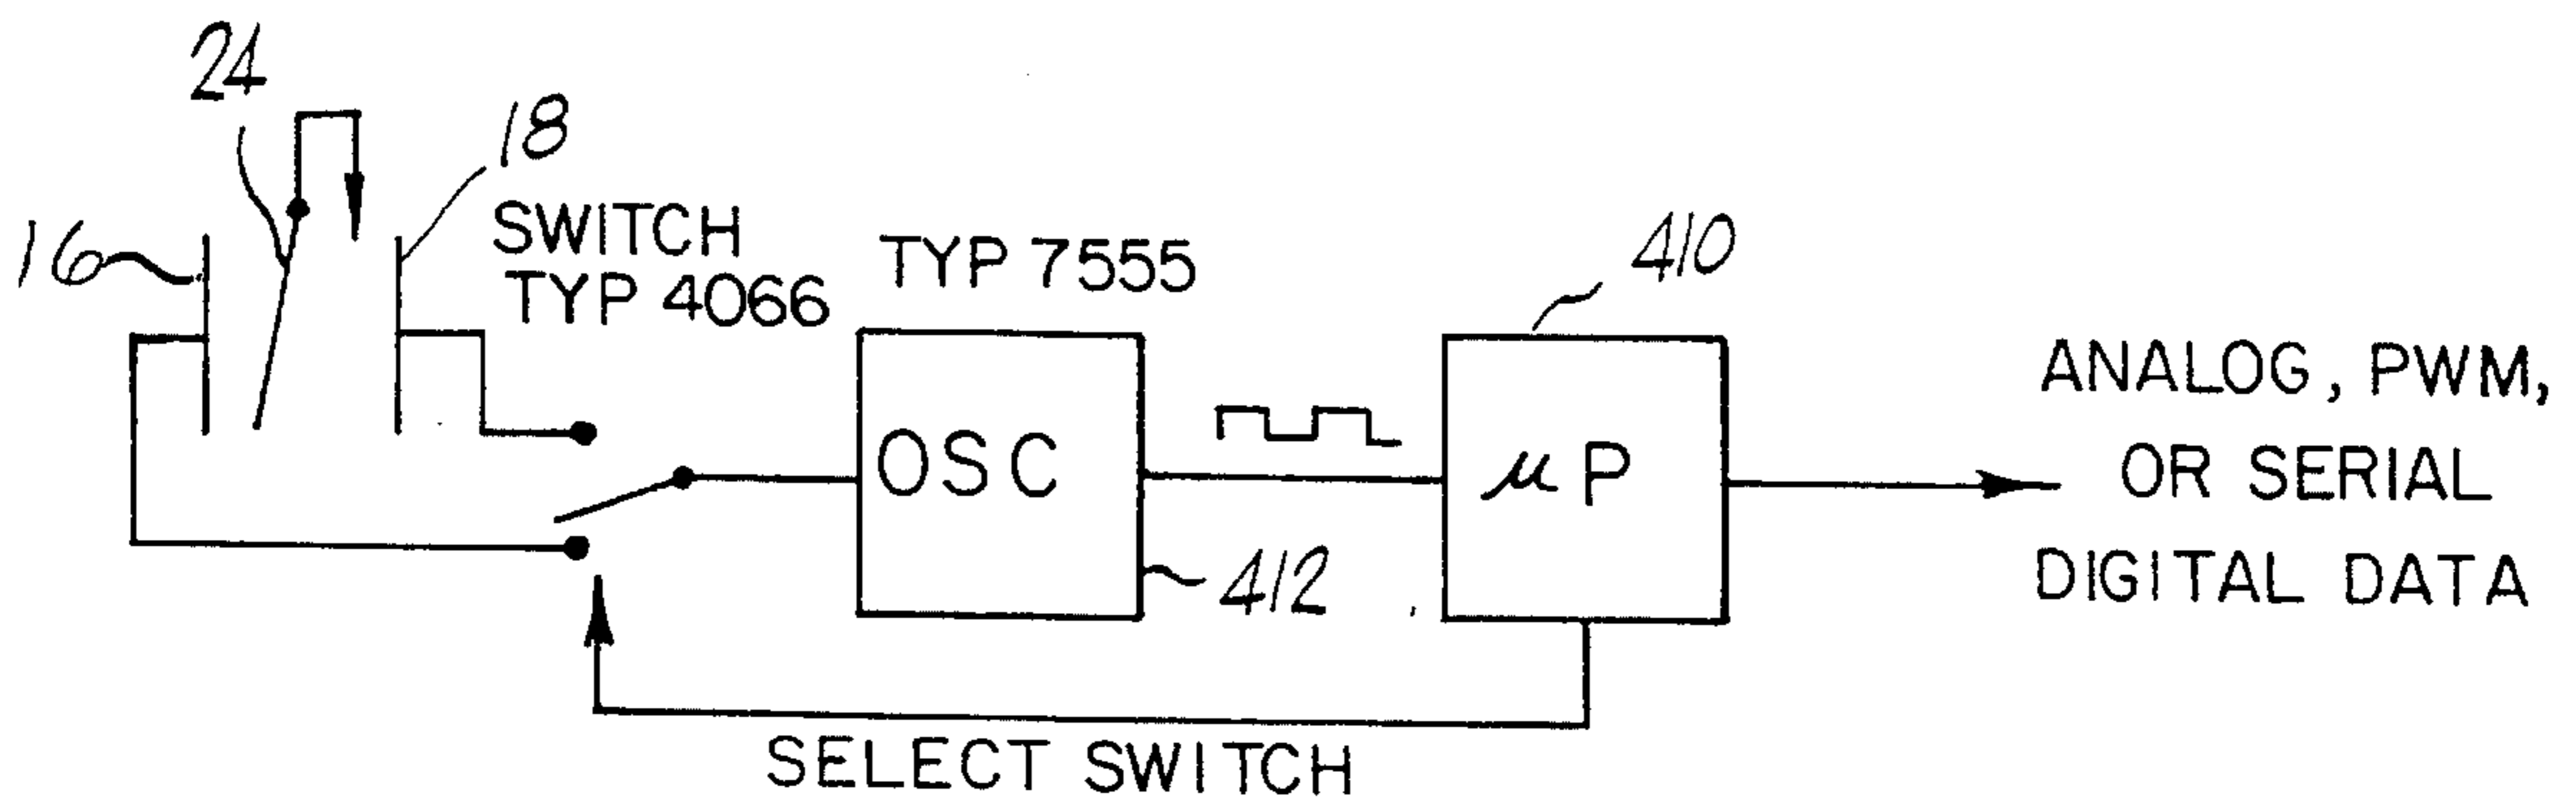 24
18
16
SWITCH
TYP 4066
TYP 7555
410
OSC
µP
412
ANALOG, PWM,
OR SERIAL
DIGITAL DATA
SELECT SWITCH